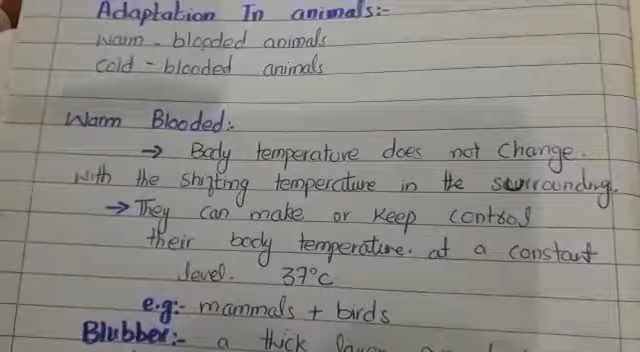 Adaptation In animals:-
warm - blooded animals
cold - blooded animals
Warm Blooded:-
→ Body temperature does not change.
with the shifting temperature in the surrounding.
→ They can make or keep control
their body temperature. at a constant
level. 37°C
e.g:- mammals + birds
Blubber:- a thick layer